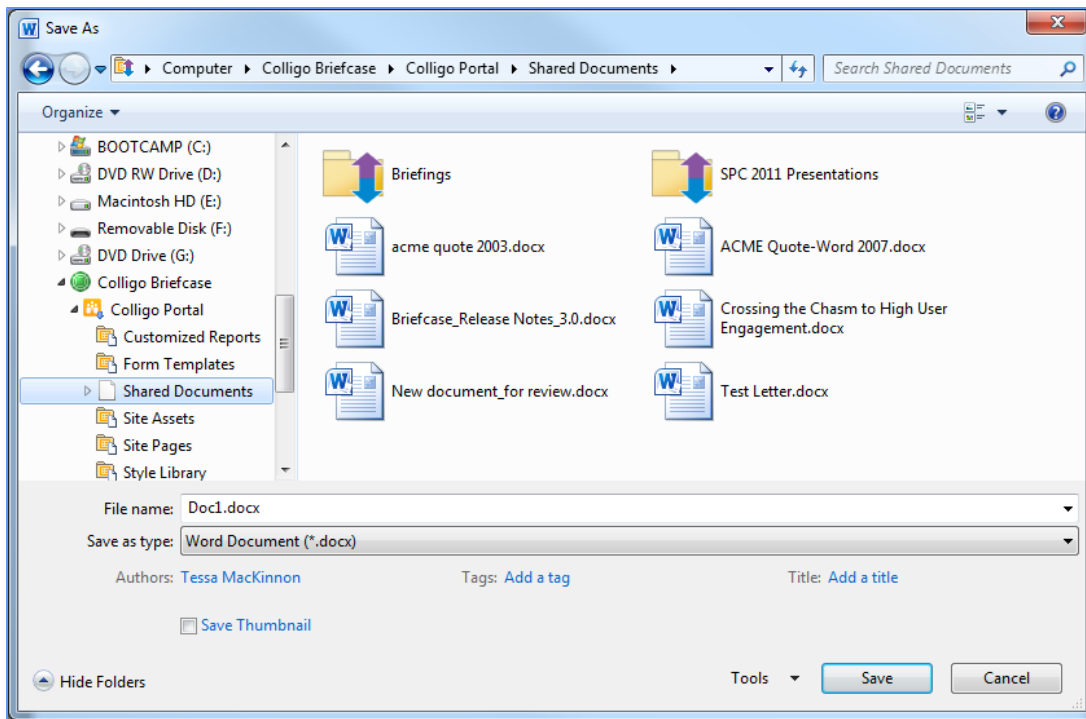 Save As
Computer Colligo Briefcase Colligo Portal Shared Documents
Search Shared Documents
Organize
BOOTCAMP (C:)
DVD RW Drive (D:)
Macintosh HD (E:)
Removable Disk (F:)
DVD Drive (G:)
Colligo Briefcase
Colligo Portal
Customized Reports
Form Templates
Shared Documents
Site Assets
Site Pages
Style Library
Briefings
SPC 2011 Presentations
acme quote 2003.docx
ACME Quote-Word 2007.docx
Briefcase_Release Notes_3.0.docx
Crossing the Chasm to High User
Engagement.docx
New document_for review.docx
Test Letter.docx
File name: Doc1.docx
Save as type: Word Document (*.docx)
Authors: Tessa MacKinnon Tags: Add a tag Title: Add a title
Save Thumbnail
Hide Folders
Tools Save Cancel